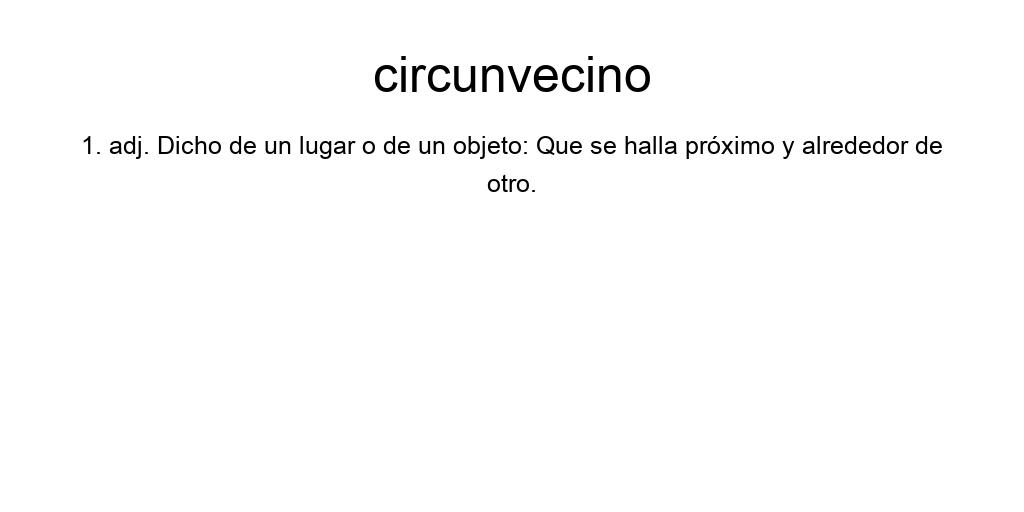 circunvecino
1. adj. Dicho de un lugar o de un objeto: Que se halla próximo y alrededor de
otro.